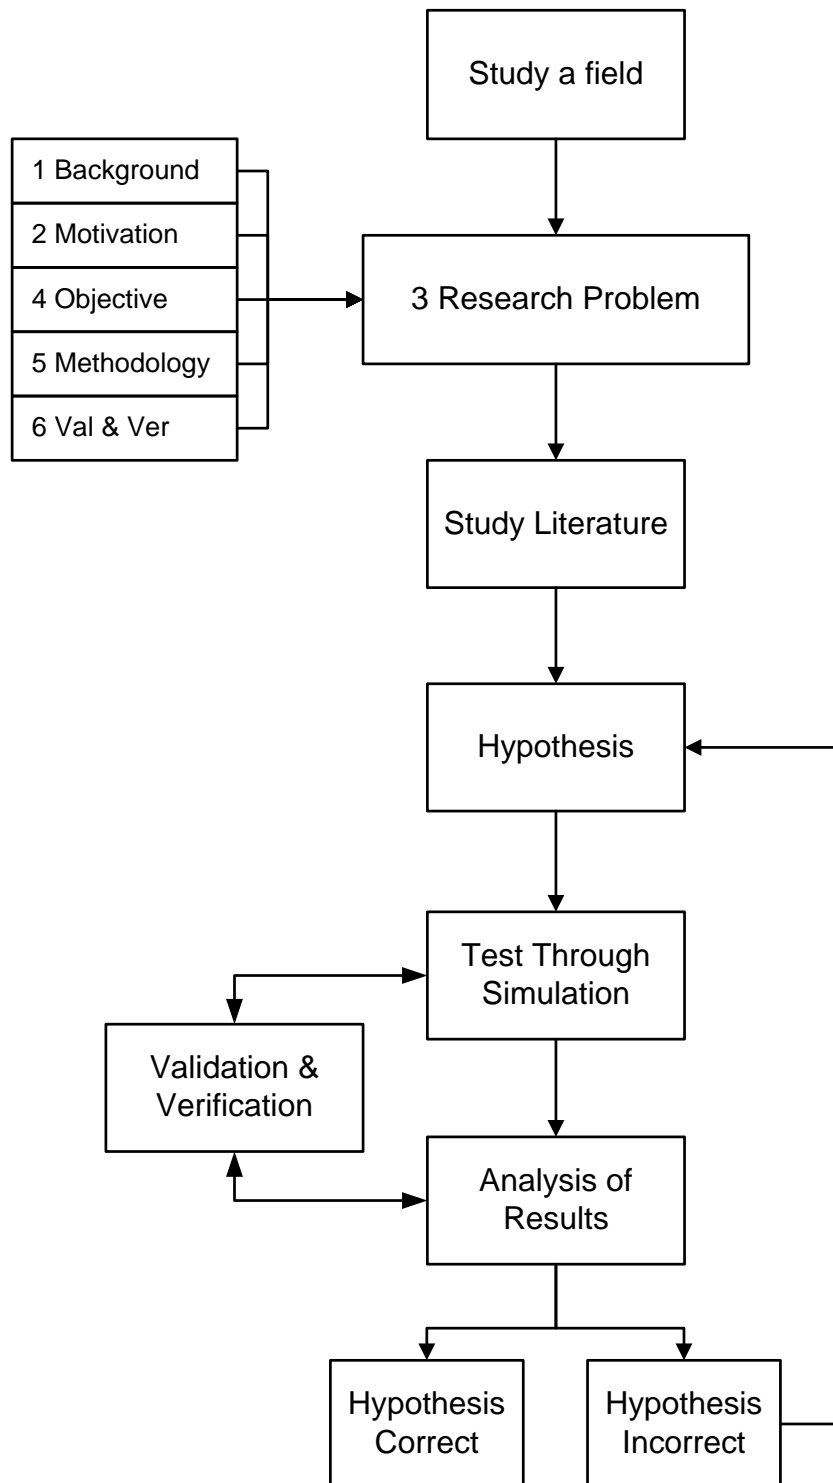 Study a field
1 Background
2 Motivation
4 Objective
5 Methodology
6 Val & Ver
3 Research Problem
Study Literature
Hypothesis
Test Through
Simulation
Validation &
Verification
Analysis of
Results
Hypothesis
Correct
Hypothesis
Incorrect